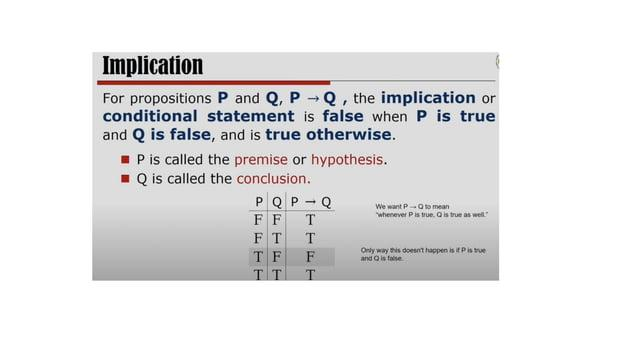 Implication
For propositions P and Q, P → Q , the implication or
conditional statement is false when P is true
and Q is false, and is true otherwise.
P is called the premise or hypothesis.
Q is called the conclusion.
P Q P → Q
F F T
F T T
T F F
T T T
We want P → Q to mean
“whenever P is true, Q is true as well.”
Only way this doesn't happen is if P is true
and Q is false.